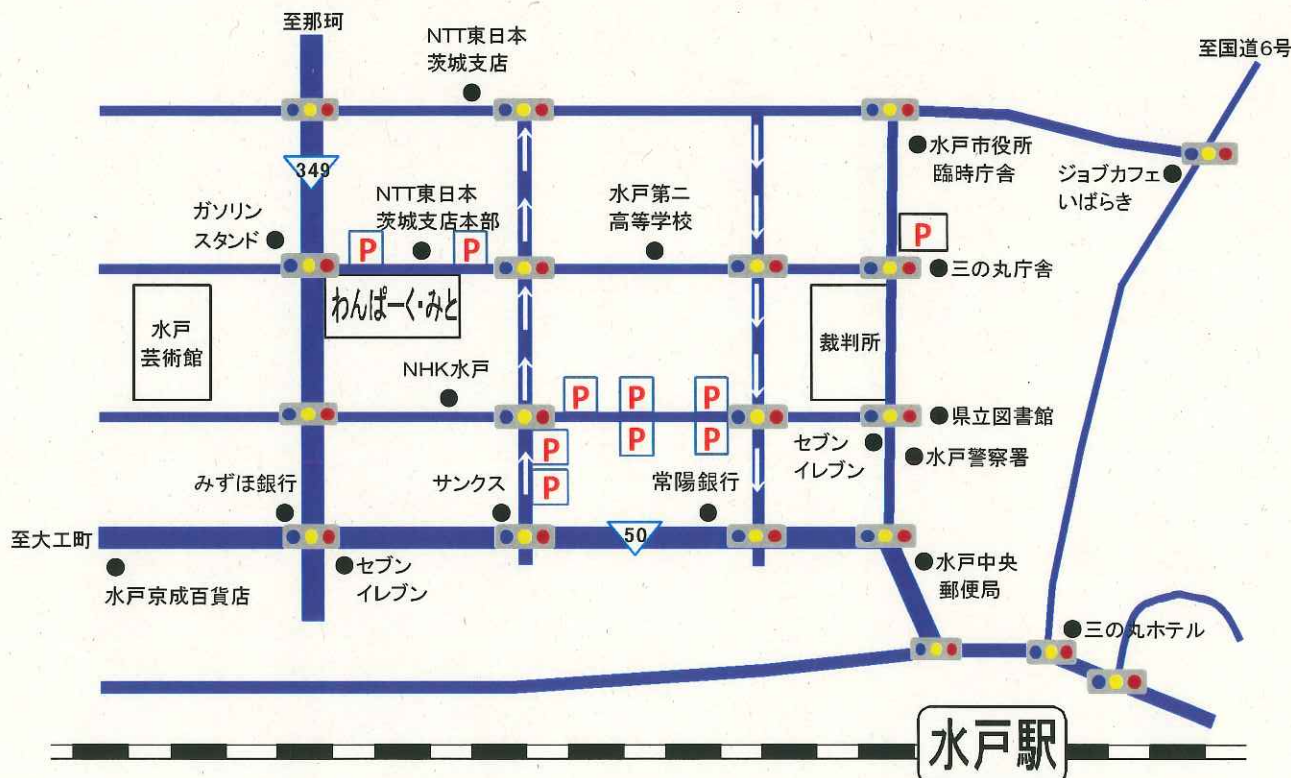 至那珂
NTT東日本
茨城支店
至国道6号
349
水戸市役所
臨時庁舎
ジョブカフェ
いばらき
ガソリン
スタンド
NTT東日本
茨城支店本部
水戸第二
高等学校
P
P
P
三の丸庁舎
わんぱーく・みと
水戸
芸術館
裁判所
NHK水戸
P
P
P
県立図書館
P
P
P
セブン
イレブン
水戸警察署
みずほ銀行
サンクス
P
常陽銀行
至大工町
50
水戸京成百貨店
セブン
イレブン
水戸中央
郵便局
三の丸ホテル
水戸駅